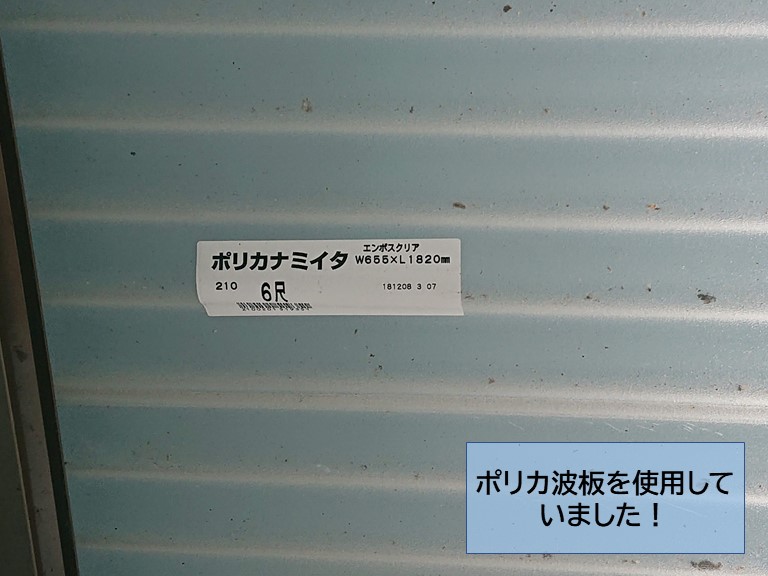 エンボスクリア
ポリカナミイタ W655×L1820mm
210 6尺 181208 3 07
ポリカ波板を使用して
いました！